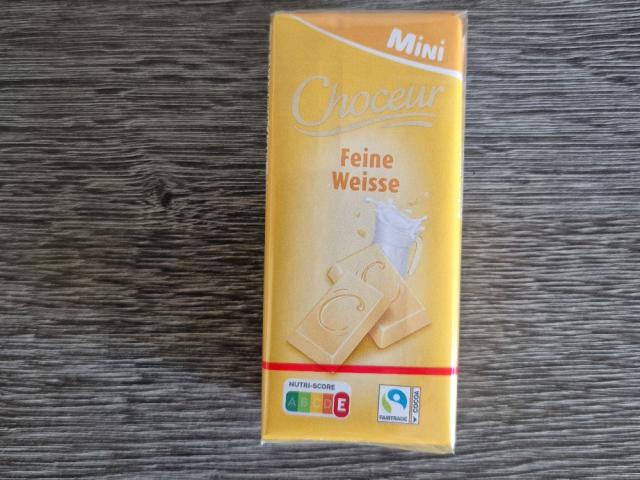 Mini
Choceur
Feine
Weisse
NUTRI-SCORE
A B C D E
FAIRTRADE
COCOA